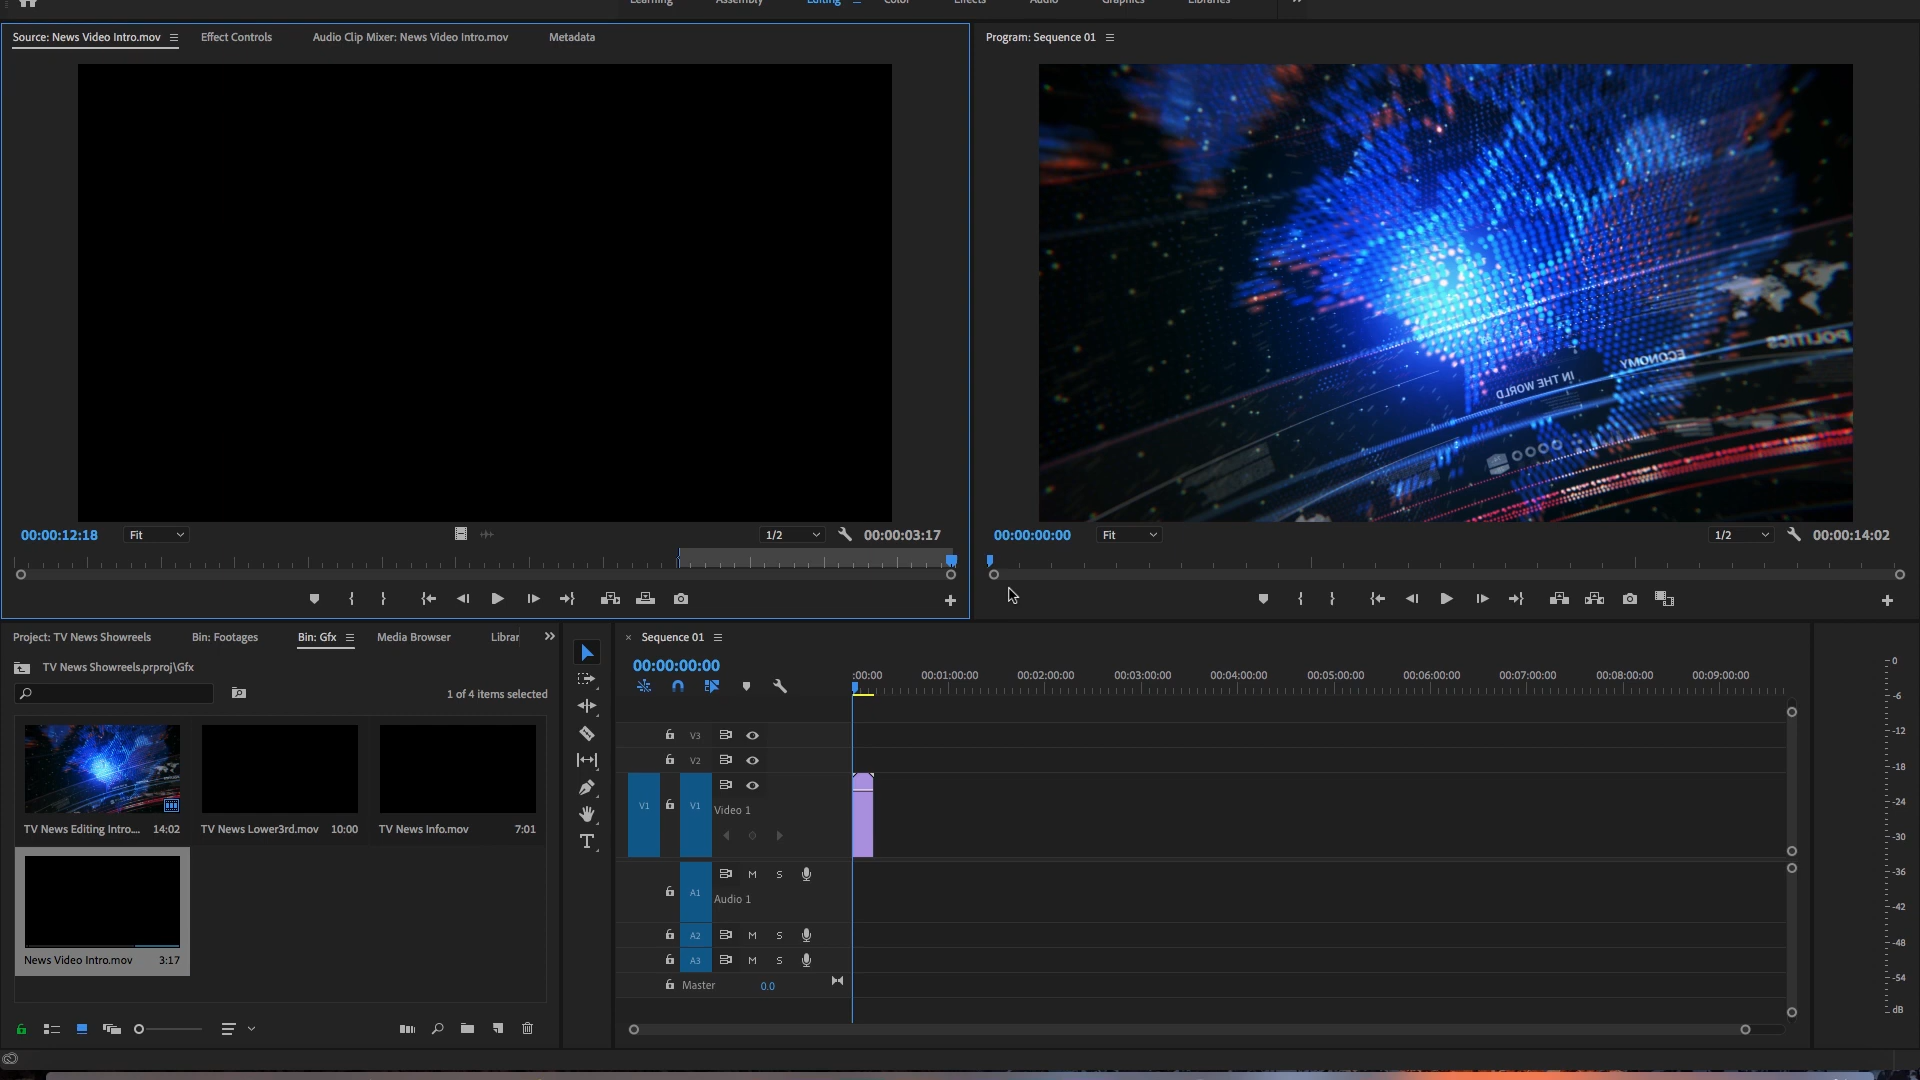 Learning Assembly Editing Color Effects Audio Graphics Libraries
Source: News Video Intro.mov Effect Controls Audio Clip Mixer: News Video Intro.mov Metadata
Program: Sequence 01
POLITICS
ECONOMY
IN THE WORLD
00:00:12:18 Fit 1/2 00:00:03:17
00:00:00:00 Fit 1/2 00:00:14:02
Project: TV News Showreels Bin: Footages Bin: Gfx Media Browser Librar
TV News Showreels.prproj\Gfx
1 of 4 items selected
TV News Editing Intro.... 14:02
TV News Lower3rd.mov 10:00
TV News Info.mov 7:01
News Video Intro.mov 3:17
T
× Sequence 01
00:00:00:00
:00:00 00:01:00:00 00:02:00:00 00:03:00:00 00:04:00:00 00:05:00:00 00:06:00:00 00:07:00:00 00:08:00:00 00:09:00:00
V3
V2
V1 V1
Video 1
A1 M S
Audio 1
A2 M S
A3 M S
Master 0.0
0
-6
-12
-18
-24
-30
-36
-42
-48
-54
dB